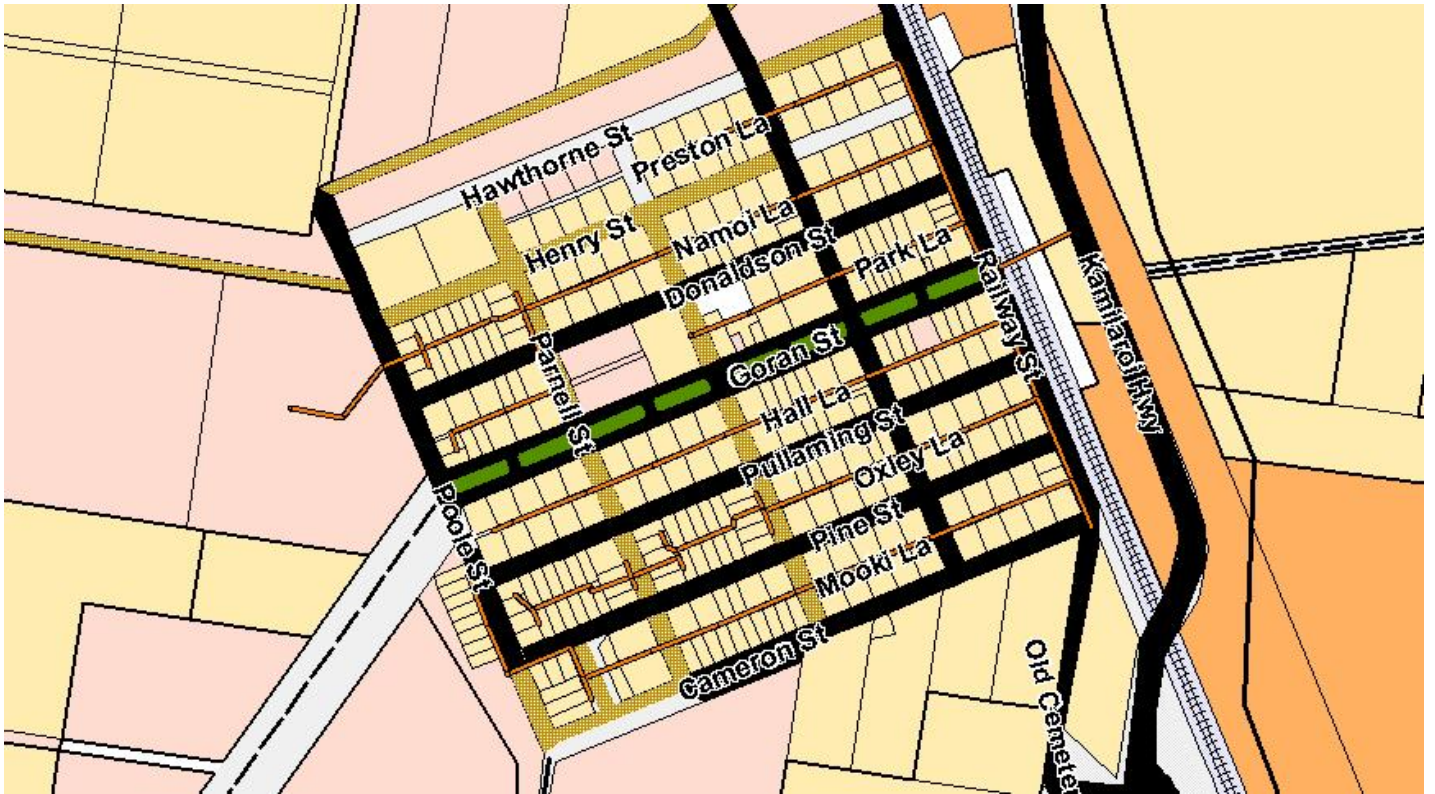 Hawthorne St
Preston La
Henry St
Namoi La
Donaldson St
Park La
Railway St
Kamilaroi Hwy
Parnell St
Goran St
Hall La
Pullaming St
Oxley La
Poole St
Pine St
Mooki La
Cameron St
Old Cemeter